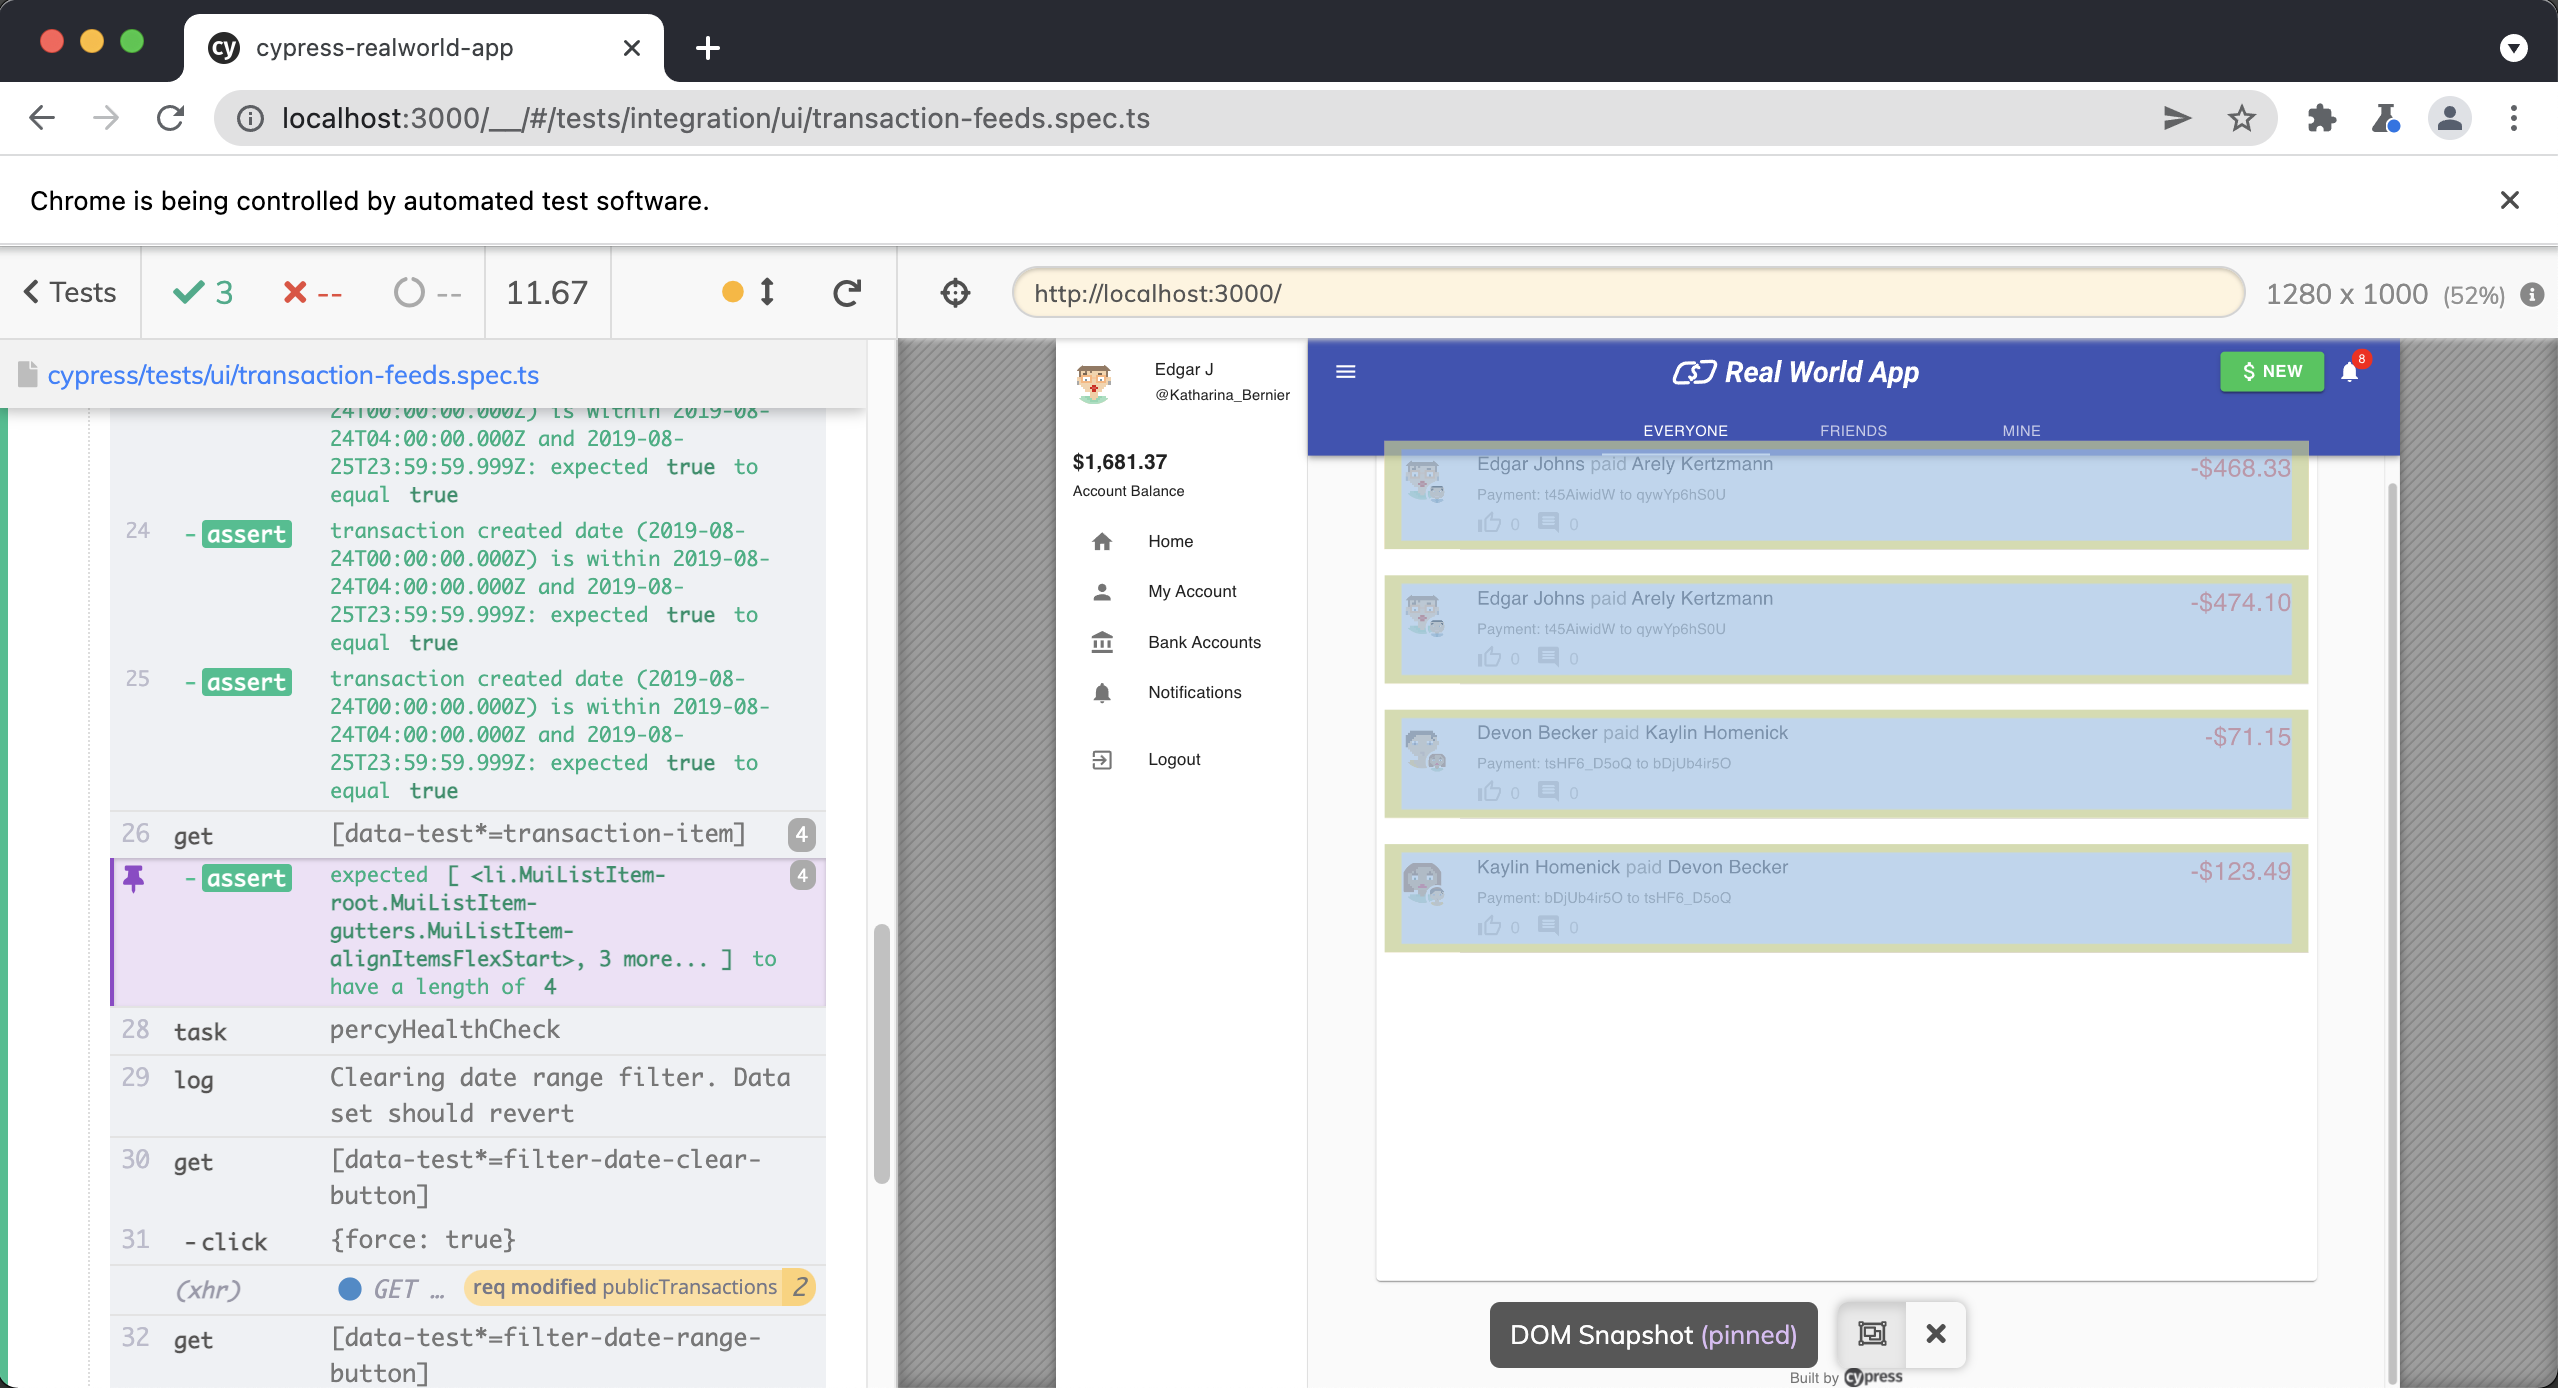 cy cypress-realworld-app
localhost:3000/__/#/tests/integration/ui/transaction-feeds.spec.ts
Chrome is being controlled by automated test software.
Tests 3 -- -- 11.67
http://localhost:3000/ 1280 x 1000 (52%)
cypress/tests/ui/transaction-feeds.spec.ts
24T00:00:00.000Z) is within 2019-08-
24T04:00:00.000Z and 2019-08-
25T23:59:59.999Z: expected true to
equal true
24 - assert transaction created date (2019-08-
24T00:00:00.000Z) is within 2019-08-
24T04:00:00.000Z and 2019-08-
25T23:59:59.999Z: expected true to
equal true
25 - assert transaction created date (2019-08-
24T00:00:00.000Z) is within 2019-08-
24T04:00:00.000Z and 2019-08-
25T23:59:59.999Z: expected true to
equal true
26 get [data-test*=transaction-item] 4
- assert expected [ <li.MuiListItem- 4
root.MuiListItem-
gutters.MuiListItem-
alignItemsFlexStart>, 3 more... ] to
have a length of 4
28 task percyHealthCheck
29 log Clearing date range filter. Data
set should revert
30 get [data-test*=filter-date-clear-
button]
31 -click {force: true}
(xhr) GET ... req modified publicTransactions 2
32 get [data-test*=filter-date-range-
button]
Edgar J
@Katharina_Bernier
$1,681.37
Account Balance
Home
My Account
Bank Accounts
Notifications
Logout
Real World App
$ NEW
8
EVERYONE FRIENDS MINE
Edgar Johns paid Arely Kertzmann -$468.33
Payment: t45AiwidW to qywYp6hS0U
0 0
Edgar Johns paid Arely Kertzmann -$474.10
Payment: t45AiwidW to qywYp6hS0U
0 0
Devon Becker paid Kaylin Homenick -$71.15
Payment: tsHF6_D5oQ to bDjUb4ir5O
0 0
Kaylin Homenick paid Devon Becker -$123.49
Payment: bDjUb4ir5O to tsHF6_D5oQ
0 0
DOM Snapshot (pinned)
Built by cypress